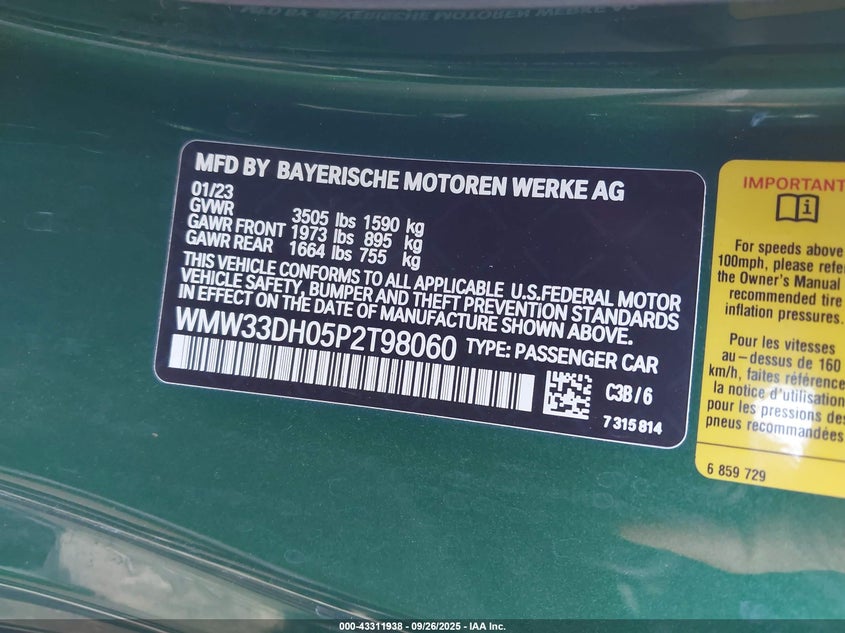 MFD BY BAYERISCHE MOTOREN WERKE AG
01/23
GVWR 3505 lbs 1590 kg
GAWR FRONT 1973 lbs 895 kg
GAWR REAR 1664 lbs 755 kg
THIS VEHICLE CONFORMS TO ALL APPLICABLE U.S.FEDERAL MOTOR
VEHICLE SAFETY, BUMPER AND THEFT PREVENTION STANDARDS
IN EFFECT ON THE DATE OF MANUFACTURE SHOWN ABOVE.
WMW33DH05P2T98060 TYPE: PASSENGER CAR
C3B / 6
7 315 814
IMPORTANT
For speeds above
100mph, please refer
the Owner's Manual
recommended tire
inflation pressures.
Pour les vitesses
au-dessus de 160
km/h, faites référence
la notice d'utilisation
pour les pressions des
pneus recommandées
6 859 729
000-43311938 - 09/26/2025 - IAA Inc.